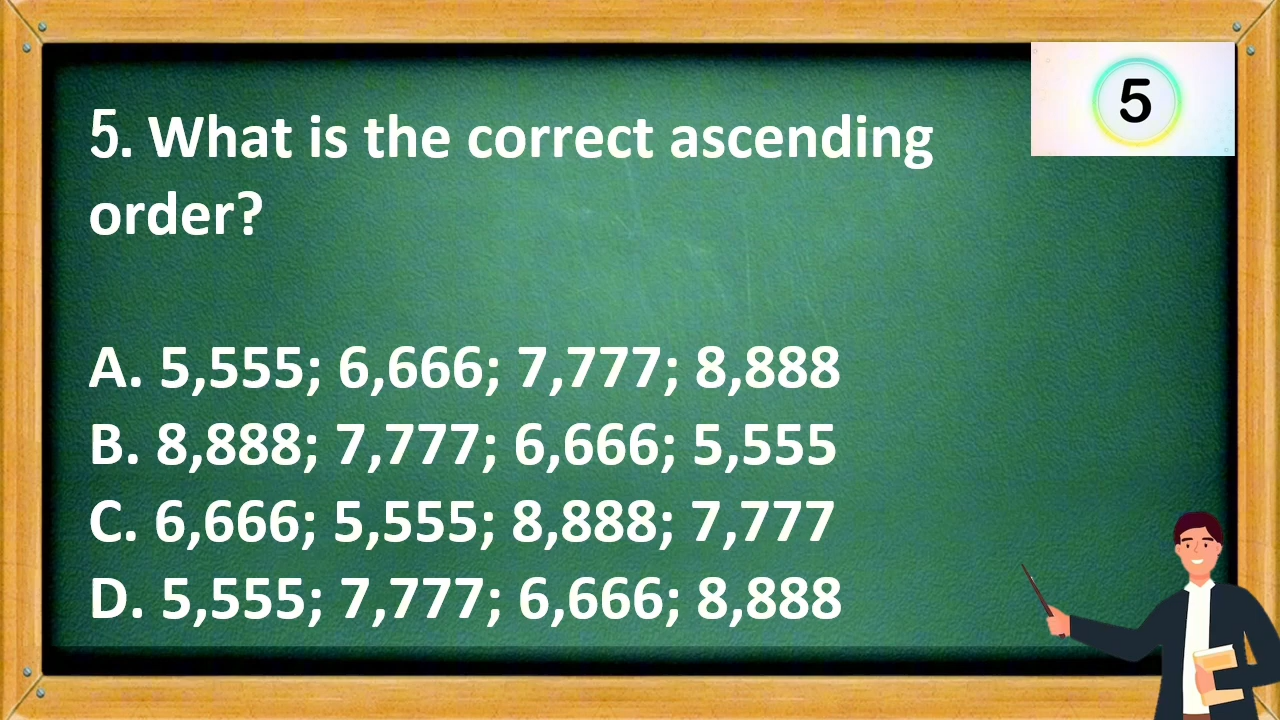 5
5. What is the correct ascending
order?
A. 5,555; 6,666; 7,777; 8,888
B. 8,888; 7,777; 6,666; 5,555
C. 6,666; 5,555; 8,888; 7,777
D. 5,555; 7,777; 6,666; 8,888